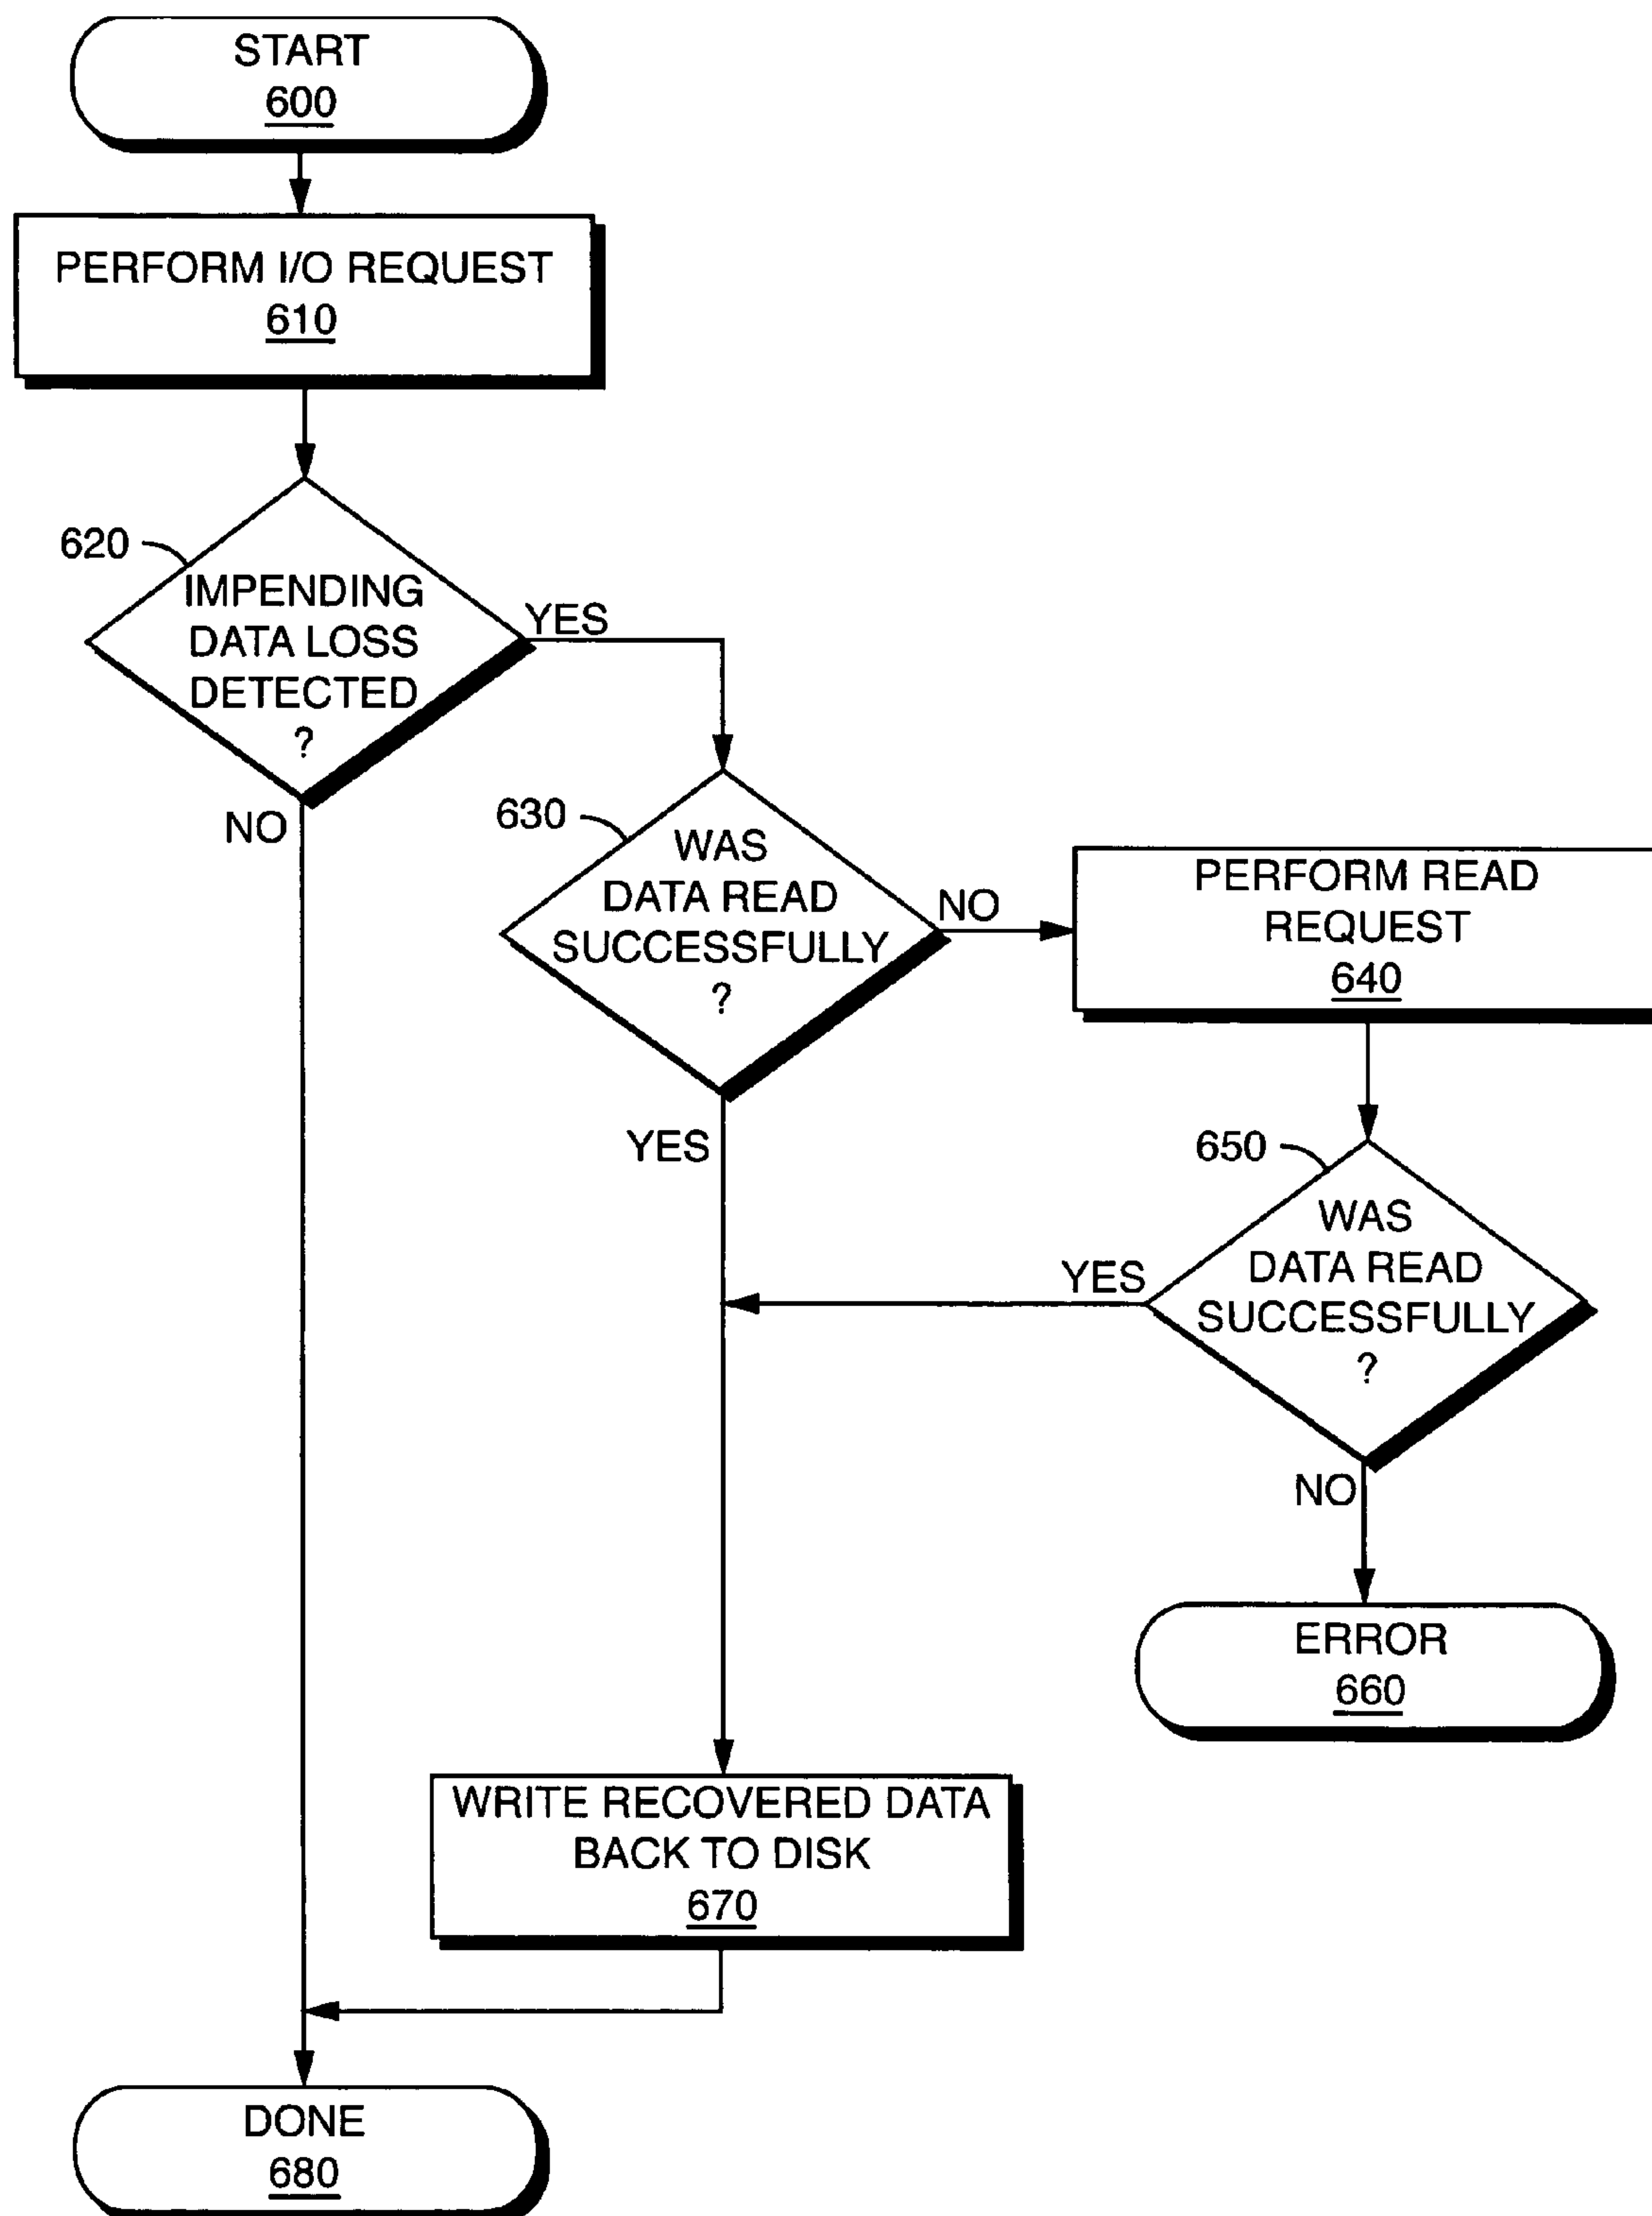 START
600
PERFORM I/O REQUEST
610
620
IMPENDING
DATA LOSS
DETECTED
?
YES
NO
630
WAS
DATA READ
SUCCESSFULLY
?
NO
YES
PERFORM READ
REQUEST
640
650
WAS
DATA READ
SUCCESSFULLY
?
YES
NO
ERROR
660
WRITE RECOVERED DATA
BACK TO DISK
670
DONE
680